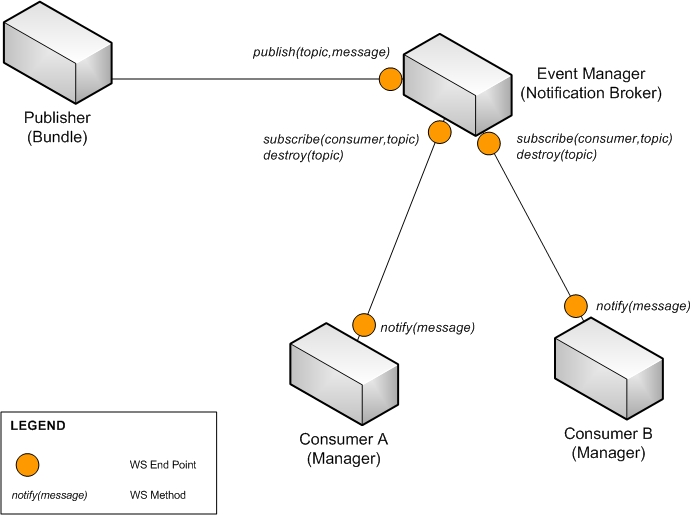 publish(topic,message)
Event Manager
(Notification Broker)
Publisher
(Bundle)
subscribe(consumer,topic)
destroy(topic)
subscribe(consumer,topic)
destroy(topic)
notify(message)
notify(message)
Consumer A
(Manager)
Consumer B
(Manager)
LEGEND
WS End Point
notify(message)
WS Method